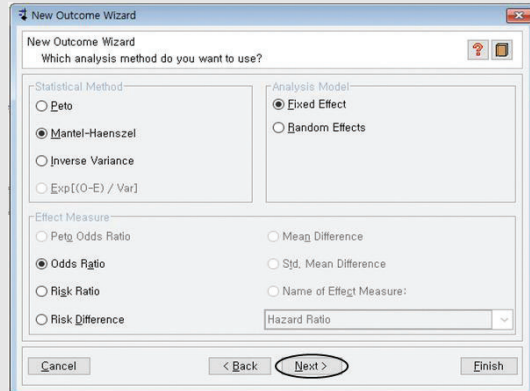 New Outcome Wizard
New Outcome Wizard
Which analysis method do you want to use?
Statistical Method
Peto
Mantel-Haenszel
Inverse Variance
Exp[(O-E) / Var]
Analysis Model
Fixed Effect
Random Effects
Effect Measure
Peto Odds Ratio
Odds Ratio
Risk Ratio
Risk Difference
Mean Difference
Std. Mean Difference
Name of Effect Measure:
Hazard Ratio
Cancel
< Back
Next >
Finish